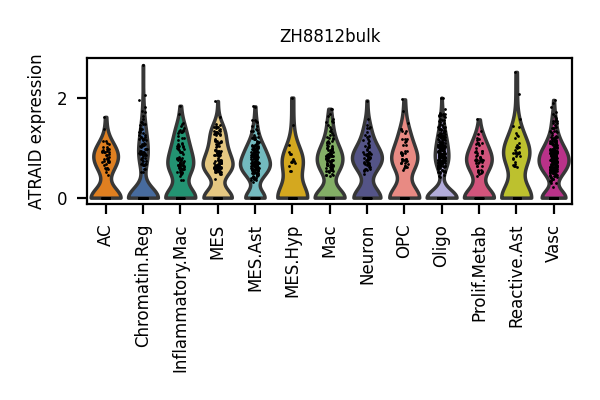 ZH8812bulk
ATRAID expression
2
0
AC
Chromatin.Reg
Inflammatory.Mac
MES
MES.Ast
MES.Hyp
Mac
Neuron
OPC
Oligo
Prolif.Metab
Reactive.Ast
Vasc